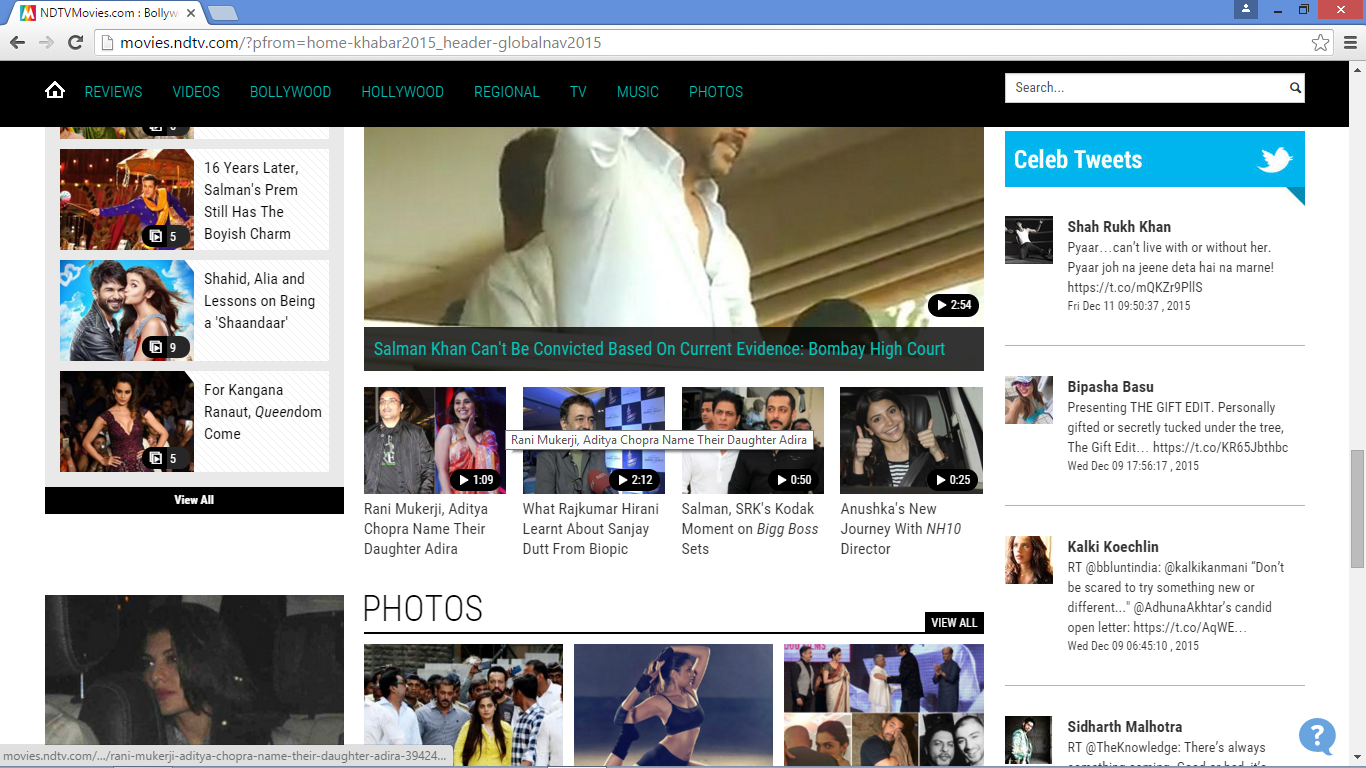 NDTVMovies.com : Bollyw
movies.ndtv.com/?pfrom=home-khabar2015_header-globalnav2015
REVIEWS VIDEOS BOLLYWOOD HOLLYWOOD REGIONAL TV MUSIC PHOTOS
Search...
16 Years Later,
Salman's Prem
Still Has The
Boyish Charm
5
Shahid, Alia and
Lessons on Being
a 'Shaandaar'
9
For Kangana
Ranaut, Queendom
Come
5
View All
2:54
Salman Khan Can't Be Convicted Based On Current Evidence: Bombay High Court
Rani Mukerji, Aditya Chopra Name Their Daughter Adira
1:09
Rani Mukerji, Aditya
Chopra Name Their
Daughter Adira
2:12
What Rajkumar Hirani
Learnt About Sanjay
Dutt From Biopic
0:50
Salman, SRK's Kodak
Moment on Bigg Boss
Sets
0:25
Anushka's New
Journey With NH10
Director
PHOTOS
VIEW ALL
Celeb Tweets
Shah Rukh Khan
Pyaar…can’t live with or without her.
Pyaar joh na jeene deta hai na marne!
https://t.co/mQKZr9PllS
Fri Dec 11 09:50:37 , 2015
Bipasha Basu
Presenting THE GIFT EDIT. Personally
gifted or secretly tucked under the tree,
The Gift Edit… https://t.co/KR65Jbthbc
Wed Dec 09 17:56:17 , 2015
Kalki Koechlin
RT @bbluntindia: @kalkikanmani “Don’t
be scared to try something new or
different..." @AdhunaAkhtar’s candid
open letter: https://t.co/AqWE…
Wed Dec 09 06:45:10 , 2015
Sidharth Malhotra
RT @TheKnowledge: There’s always
?
movies.ndtv.com/.../rani-mukerji-aditya-chopra-name-their-daughter-adira-39424...